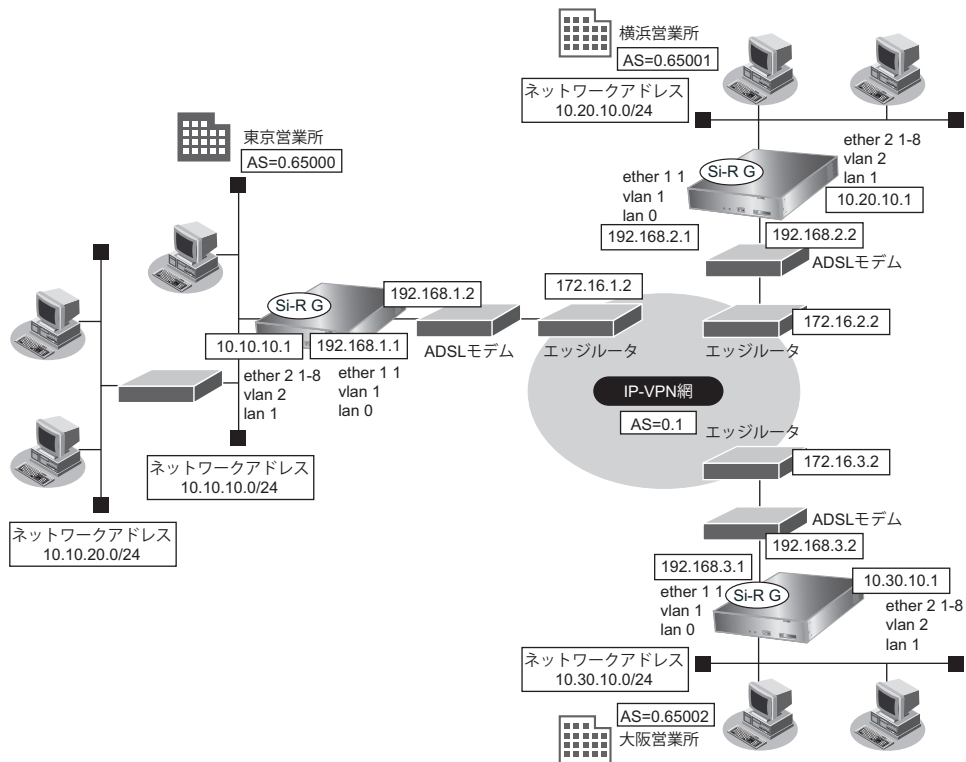 横浜営業所
AS=0.65001
ネットワークアドレス
10.20.10.0/24
ether 2 1-8
vlan 2
lan 1
Si-R G
ether 1 1
vlan 1
lan 0
10.20.10.1
192.168.2.1
192.168.2.2
ADSLモデム
172.16.2.2
エッジルータ
東京営業所
AS=0.65000
Si-R G
192.168.1.2
172.16.1.2
10.10.10.1
192.168.1.1
ADSLモデム
エッジルータ
ether 2 1-8
vlan 2
lan 1
ether 1 1
vlan 1
lan 0
ネットワークアドレス
10.10.10.0/24
ネットワークアドレス
10.10.20.0/24
IP-VPN網
AS=0.1
エッジルータ
172.16.3.2
ADSLモデム
192.168.3.2
192.168.3.1
ether 1 1
vlan 1
lan 0
Si-R G
10.30.10.1
ether 2 1-8
vlan 2
lan 1
ネットワークアドレス
10.30.10.0/24
AS=0.65002
大阪営業所